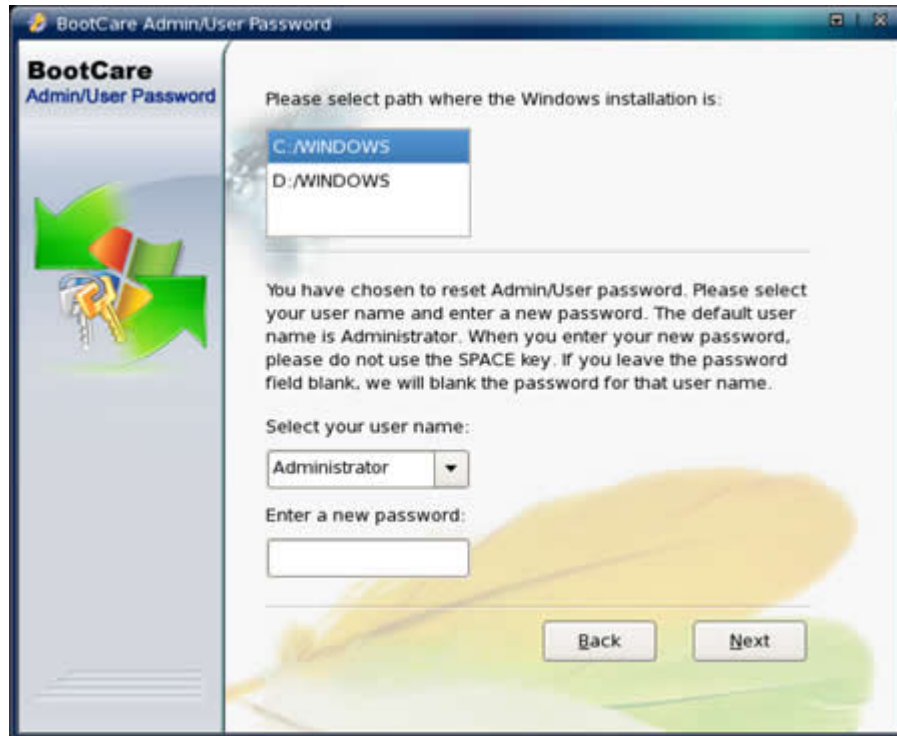 BootCare Admin/User Password
BootCare
Admin/User Password
Please select path where the Windows installation is:
C:/WINDOWS
D:/WINDOWS
You have chosen to reset Admin/User password. Please select
your user name and enter a new password. The default user
name is Administrator. When you enter your new password,
please do not use the SPACE key. If you leave the password
field blank, we will blank the password for that user name.
Select your user name:
Administrator
Enter a new password:
Back
Next